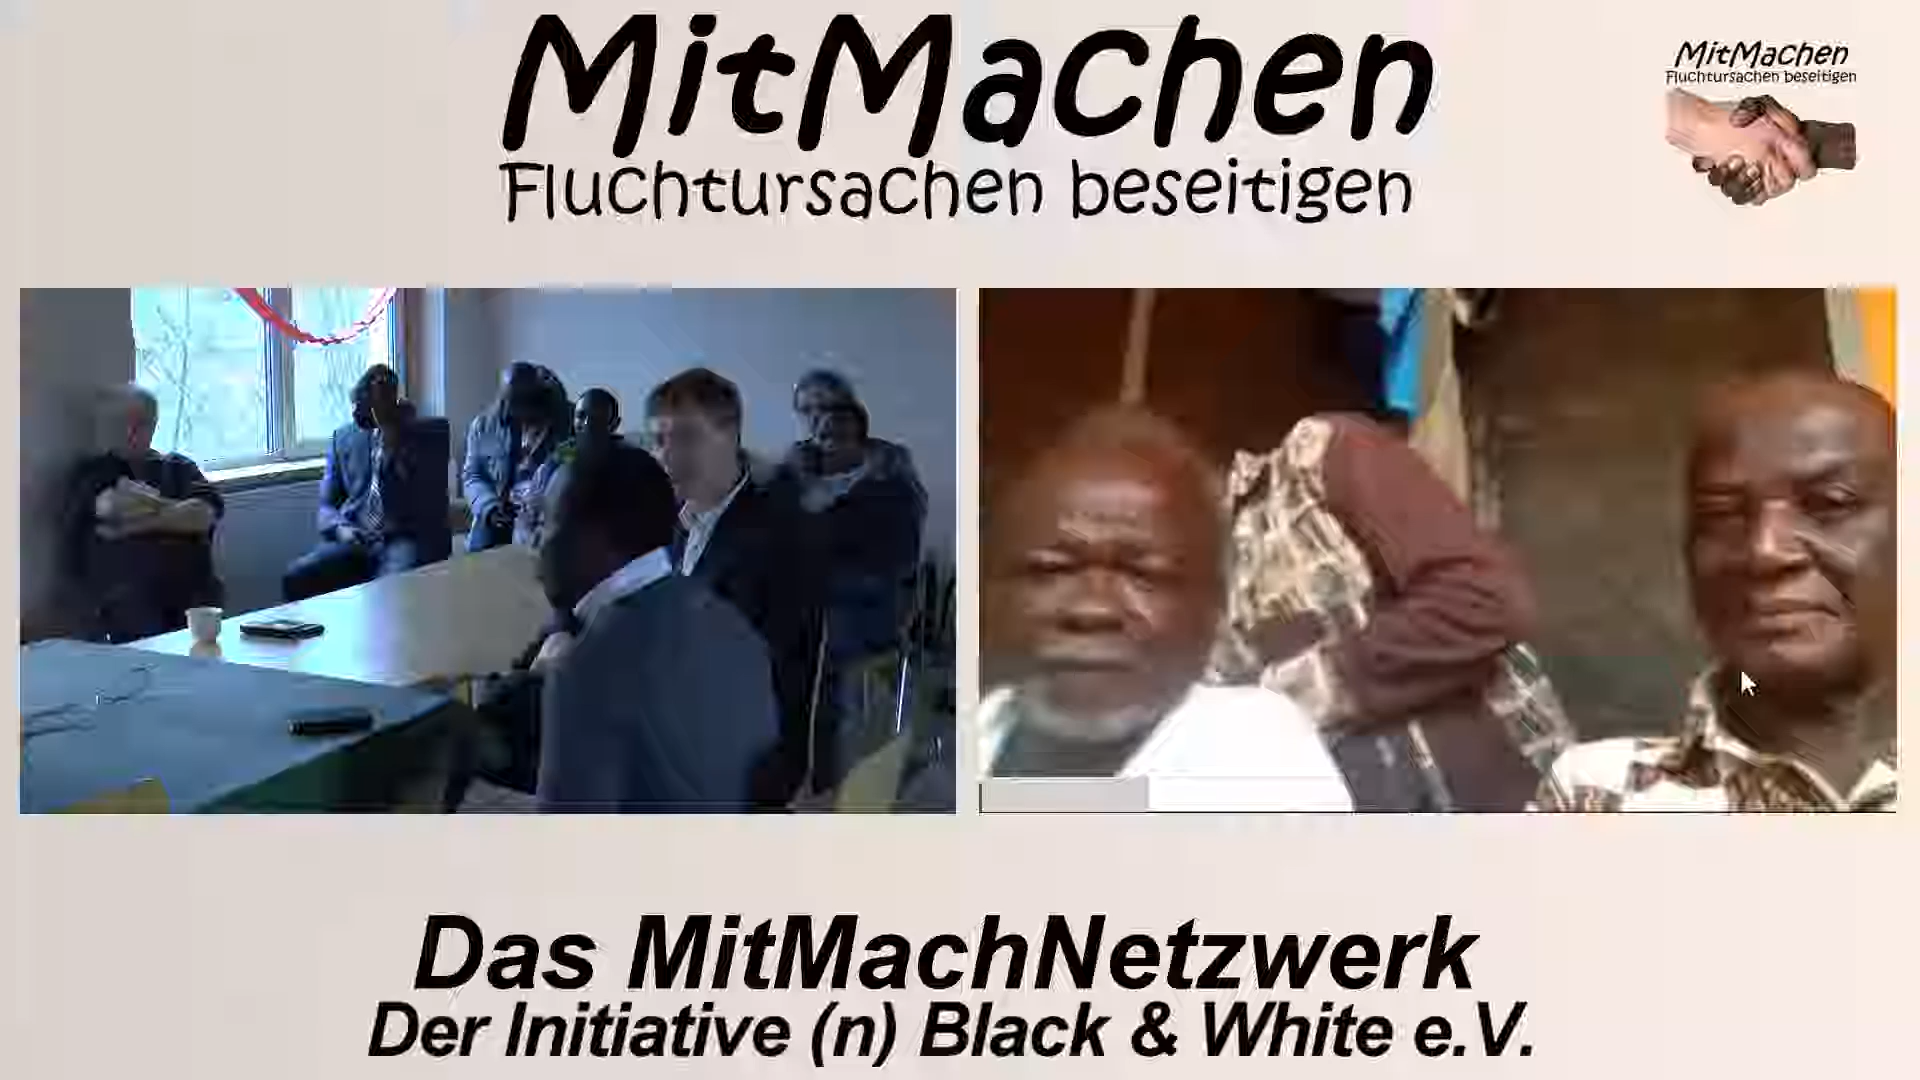 MitMachen
Fluchtursachen beseitigen
MitMachen
Fluchtursachen beseitigen
Das MitMachNetzwerk
Der Initiative (n) Black & White e.V.